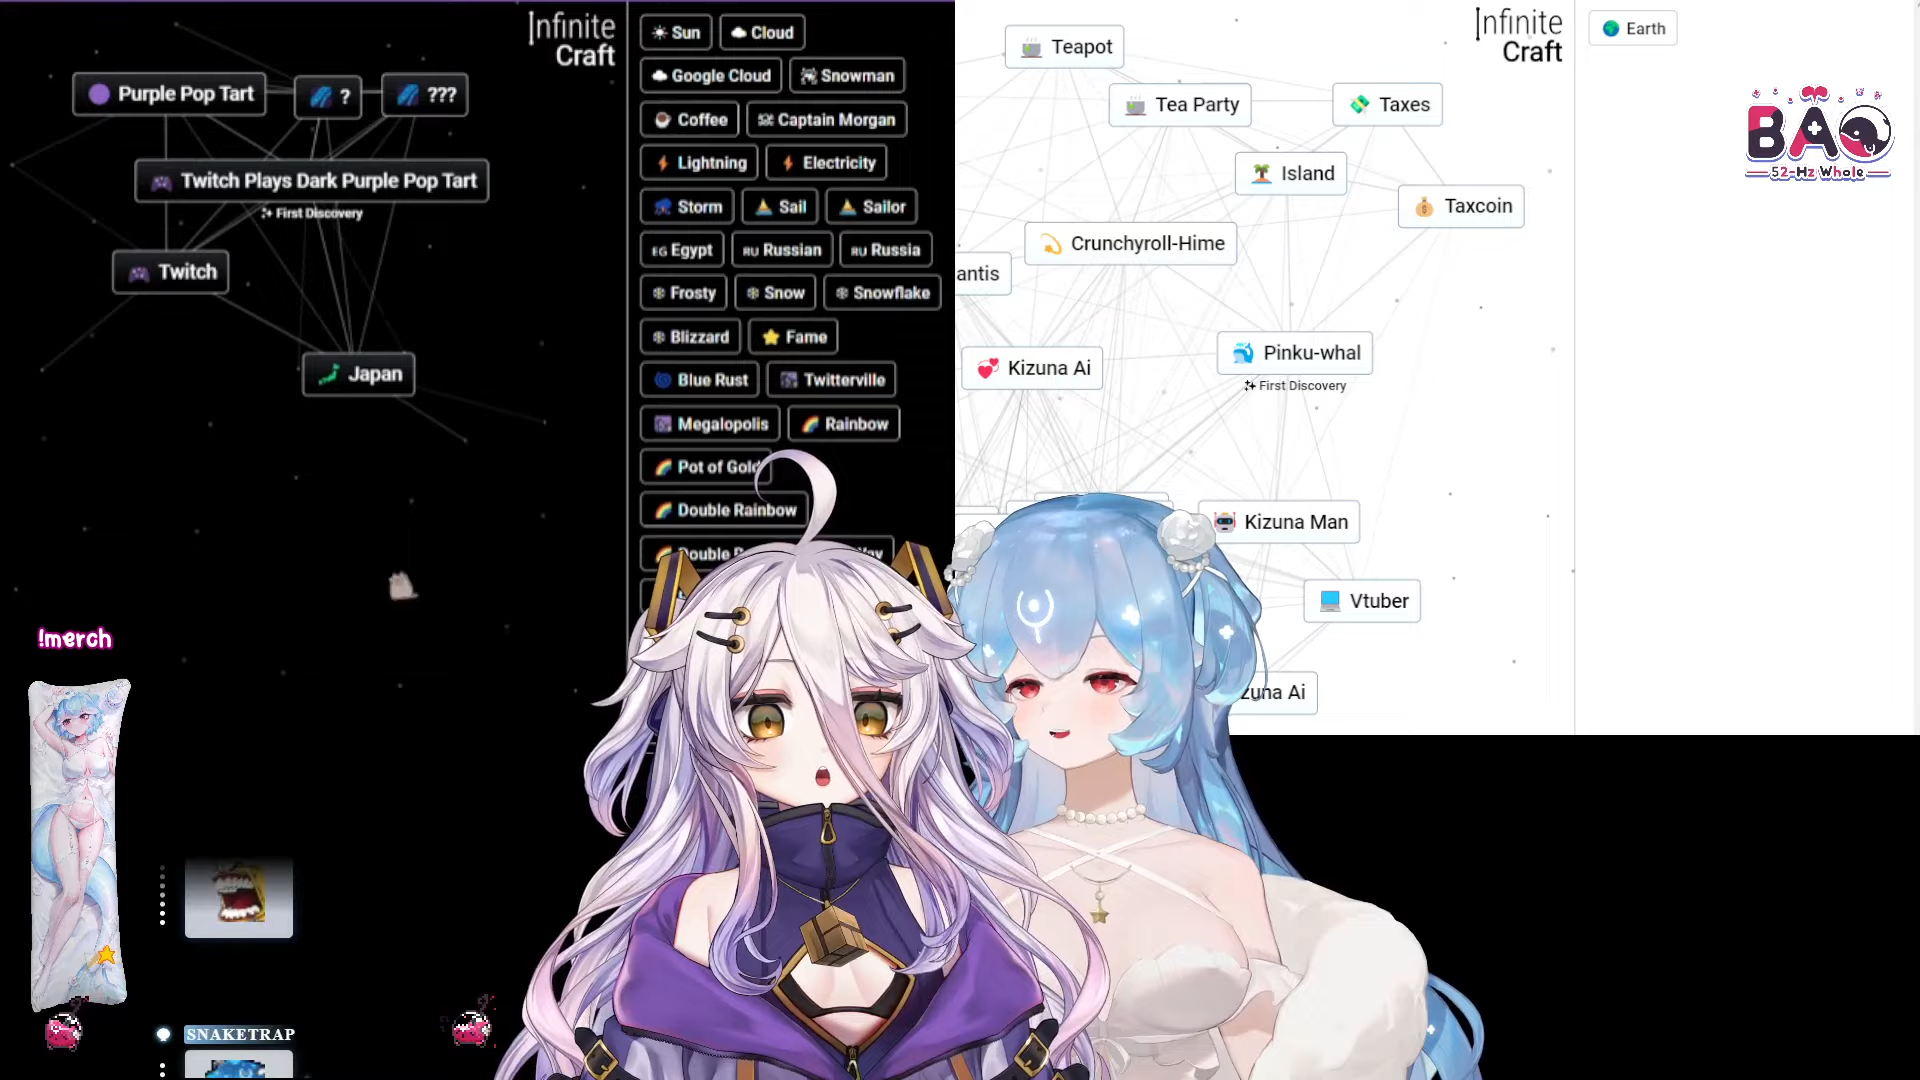 Infinite
Craft
Purple Pop Tart
?
???
Twitch Plays Dark Purple Pop Tart
First Discovery
Twitch
Japan
Sun
Cloud
Google Cloud
Snowman
Coffee
Captain Morgan
Lightning
Electricity
Storm
Sail
Sailor
EG Egypt
RU Russian
RU Russia
Frosty
Snow
Snowflake
Blizzard
Fame
Blue Rust
Twitterville
Megalopolis
Rainbow
Pot of Gold
Double Rainbow
Double
Infinite
Craft
Teapot
Tea Party
Taxes
Island
Taxcoin
Crunchyroll-Hime
antis
Kizuna Ai
Pinku-whal
First Discovery
Kizuna Man
Vtuber
zuna Ai
Earth
BAO
52-Hz Whole
!merch
SNAKETRAP